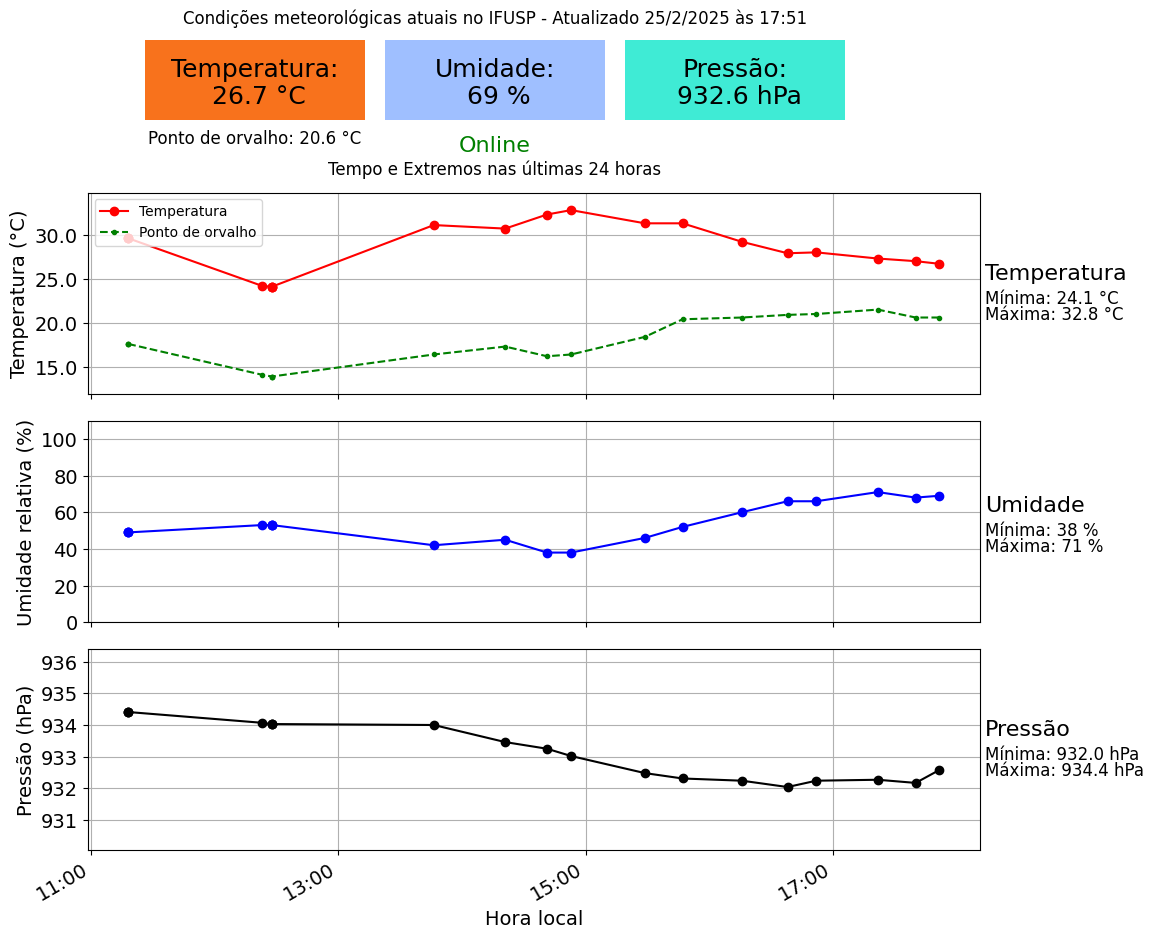 Condições meteorológicas atuais no IFUSP - Atualizado 25/2/2025 às 17:51
Temperatura:
26.7 °C
Umidade:
69 %
Pressão:
932.6 hPa
Ponto de orvalho: 20.6 °C
Online
Tempo e Extremos nas últimas 24 horas
Temperatura
Ponto de orvalho
Temperatura (°C)
30.0
25.0
20.0
15.0
Temperatura
Mínima: 24.1 °C
Máxima: 32.8 °C
Umidade relativa (%)
100
80
60
40
20
0
Umidade
Mínima: 38 %
Máxima: 71 %
Pressão (hPa)
936
935
934
933
932
931
Pressão
Mínima: 932.0 hPa
Máxima: 934.4 hPa
11:00
13:00
15:00
17:00
Hora local